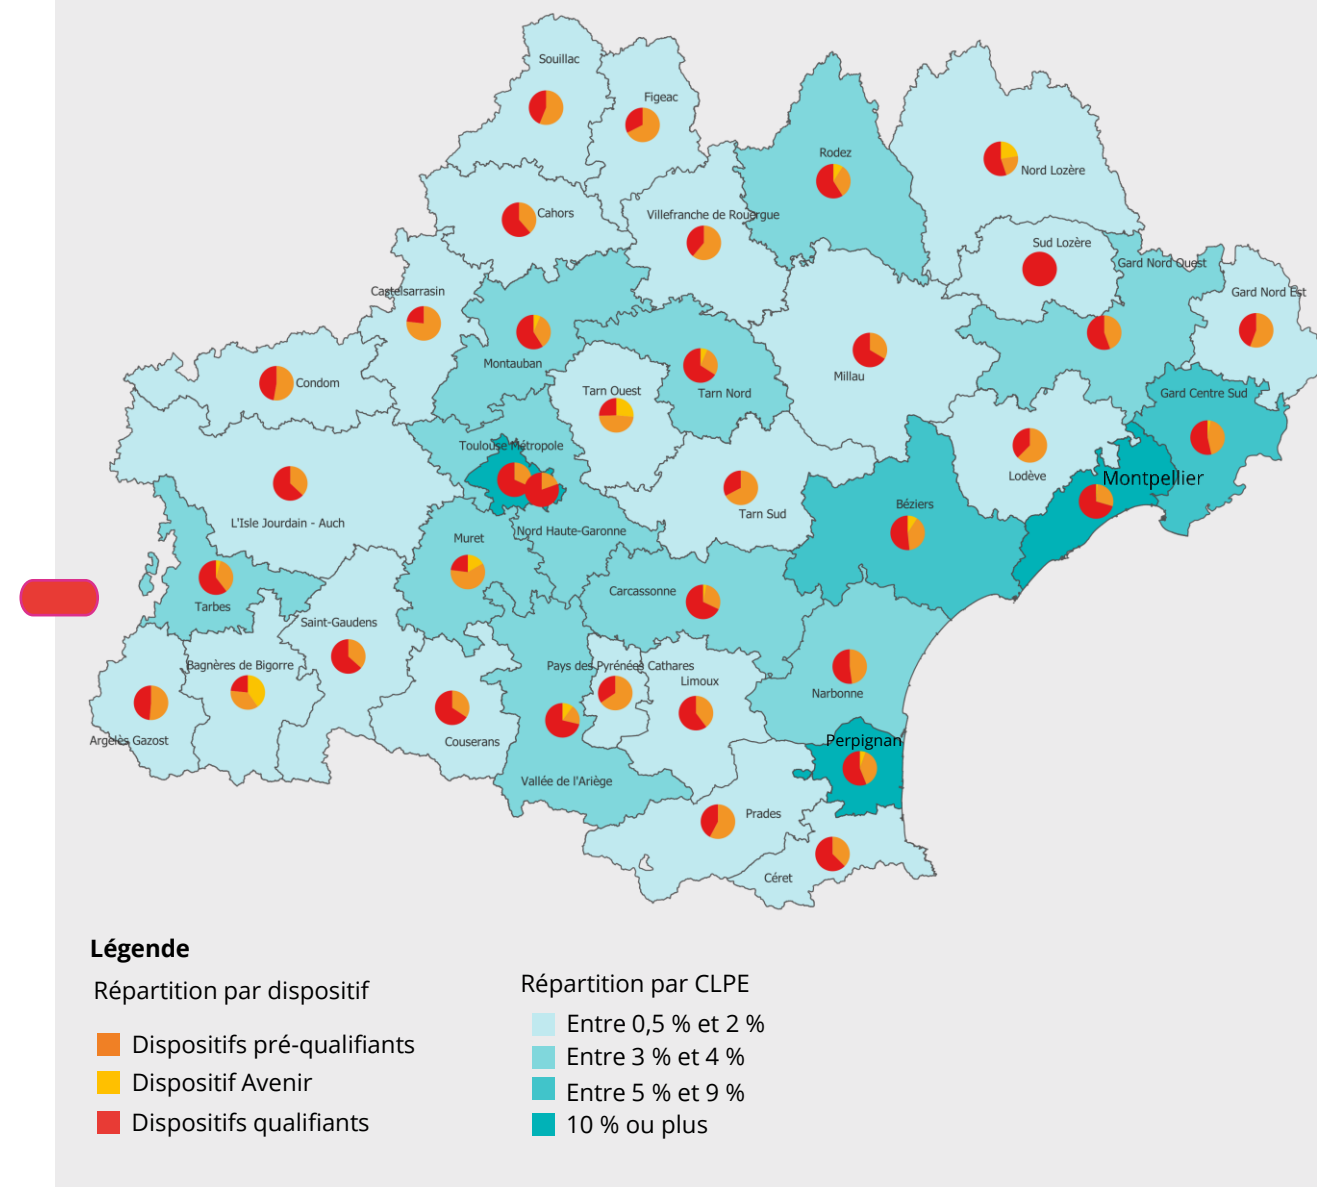 Souillac
Figeac
Rodez
Nord Lozère
Cahors
Villefranche de Rouergue
Sud Lozère
Gard Nord Ouest
Castelsarrasin
Gard Nord Est
Montauban
Condom
Tarn Ouest
Tarn Nord
Millau
Gard Centre Sud
Toulouse Métropole
Lodève
Montpellier
L'Isle Jourdain - Auch
Tarn Sud
Béziers
Muret
Nord Haute-Garonne
Tarbes
Carcassonne
Saint-Gaudens
Bagnères de Bigorre
Pays des Pyrénées Cathares
Limoux
Narbonne
Argelès Gazost
Couserans
Perpignan
Vallée de l'Ariège
Prades
Céret
Légende
Répartition par dispositif
Dispositifs pré-qualifiants
Dispositif Avenir
Dispositifs qualifiants
Répartition par CLPE
Entre 0,5 % et 2 %
Entre 3 % et 4 %
Entre 5 % et 9 %
10 % ou plus